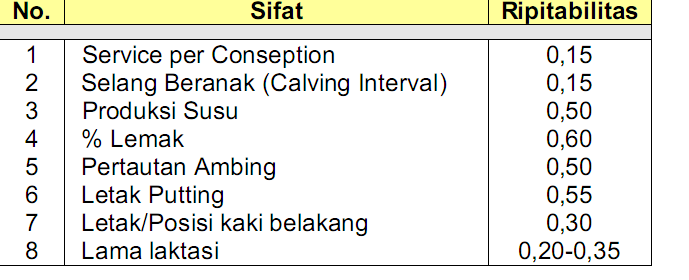 No. Sifat Ripitabilitas
1 Service per Conseption 0,15
2 Selang Beranak (Calving Interval) 0,15
3 Produksi Susu 0,50
4 % Lemak 0,60
5 Pertautan Ambing 0,50
6 Letak Putting 0,55
7 Letak/Posisi kaki belakang 0,30
8 Lama laktasi 0,20-0,35